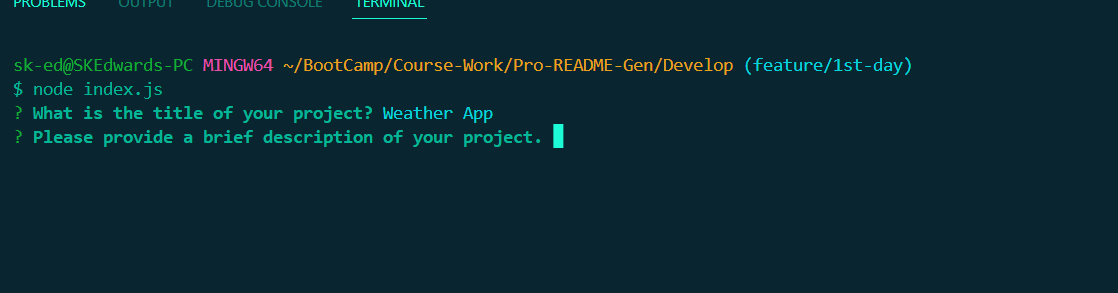 PROBLEMS OUTPUT DEBUG CONSOLE TERMINAL
sk-ed@SKEdwards-PC MINGW64 ~/BootCamp/Course-Work/Pro-README-Gen/Develop (feature/1st-day)
$ node index.js
? What is the title of your project? Weather App
? Please provide a brief description of your project.